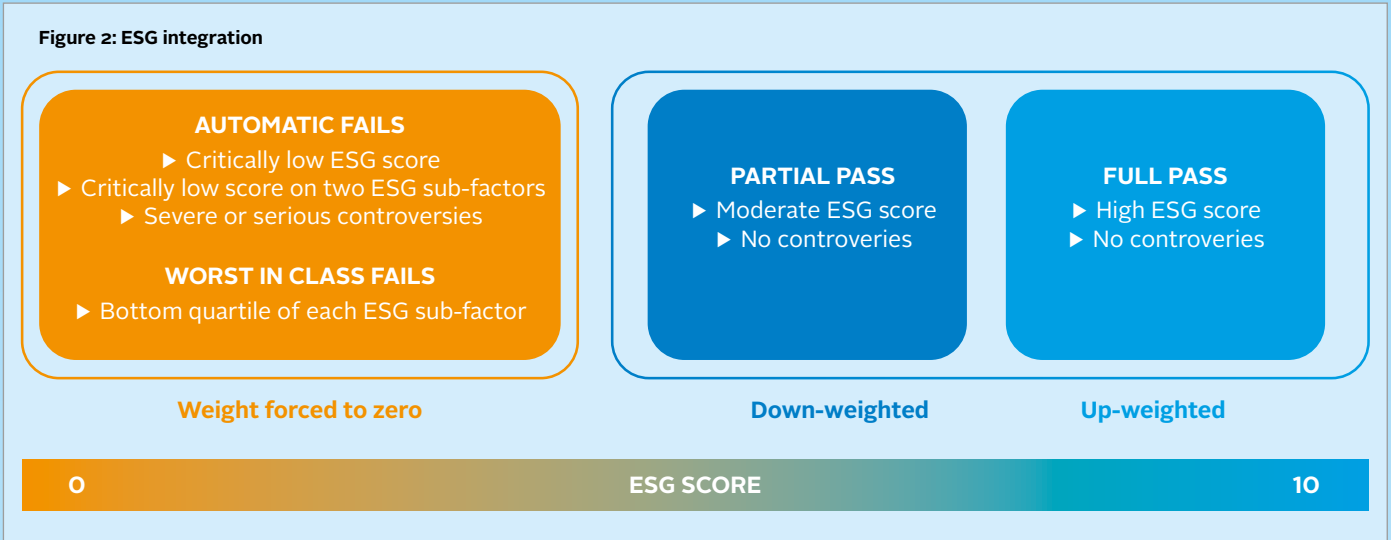 Figure 2: ESG integration
AUTOMATIC FAILS
▶ Critically low ESG score
▶ Critically low score on two ESG sub-factors
▶ Severe or serious controversies
WORST IN CLASS FAILS
▶ Bottom quartile of each ESG sub-factor
Weight forced to zero
PARTIAL PASS
▶ Moderate ESG score
▶ No controveries
Down-weighted
FULL PASS
▶ High ESG score
▶ No controveries
Up-weighted
0
ESG SCORE
10